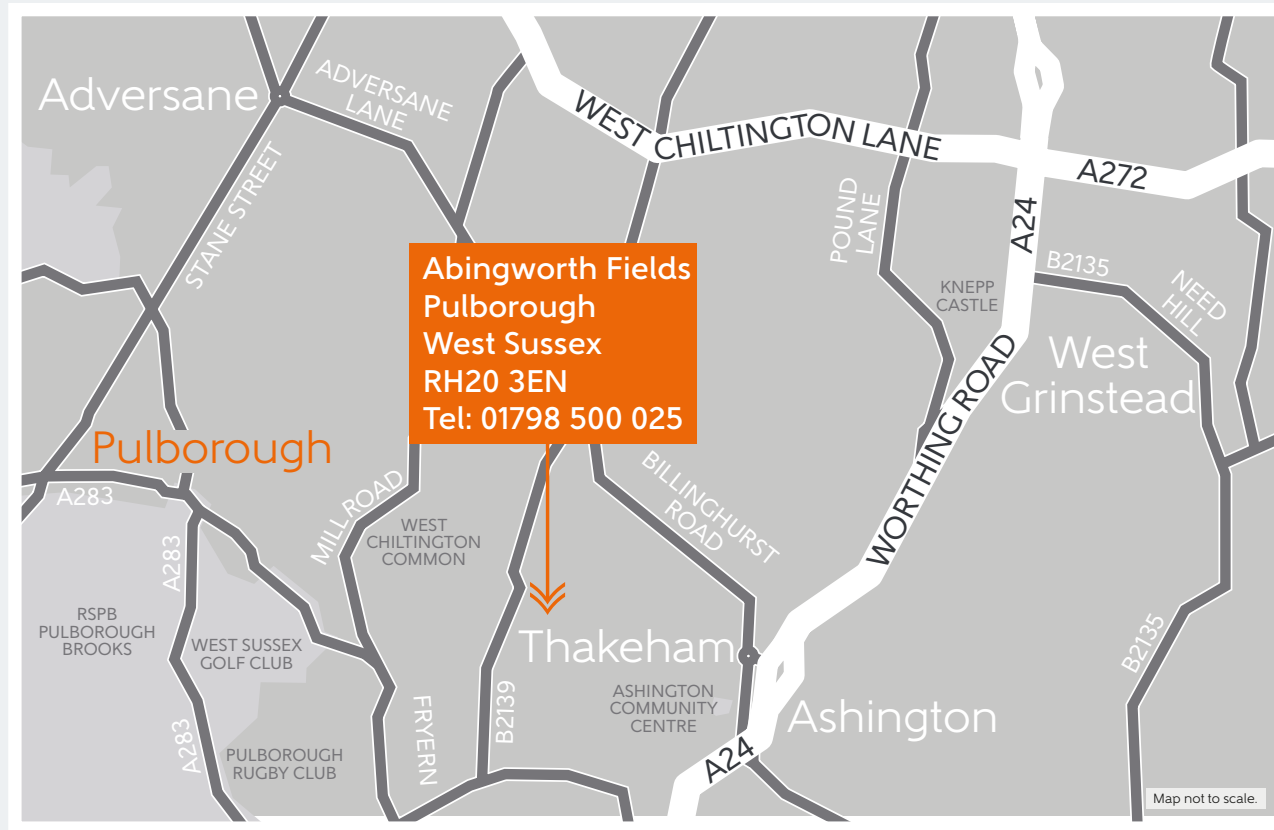 Adversane
ADVERSANE
LANE
WEST CHILTINGTON LANE
A272
STANE STREET
POUND
LANE
A24
B2135
NEED
HILL
KNEPP
CASTLE
Abingworth Fields
Pulborough
West Sussex
RH20 3EN
Tel: 01798 500 025
West
Grinstead
WORTHING ROAD
Pulborough
A283
MILL ROAD
WEST
CHILTINGTON
COMMON
BILLINGHURST
ROAD
A283
RSPB
PULBOROUGH
BROOKS
WEST SUSSEX
GOLF CLUB
Thakeham
B2135
ASHINGTON
COMMUNITY
CENTRE
Ashington
FRYERN
B2139
A283
PULBOROUGH
RUGBY CLUB
A24
Map not to scale.